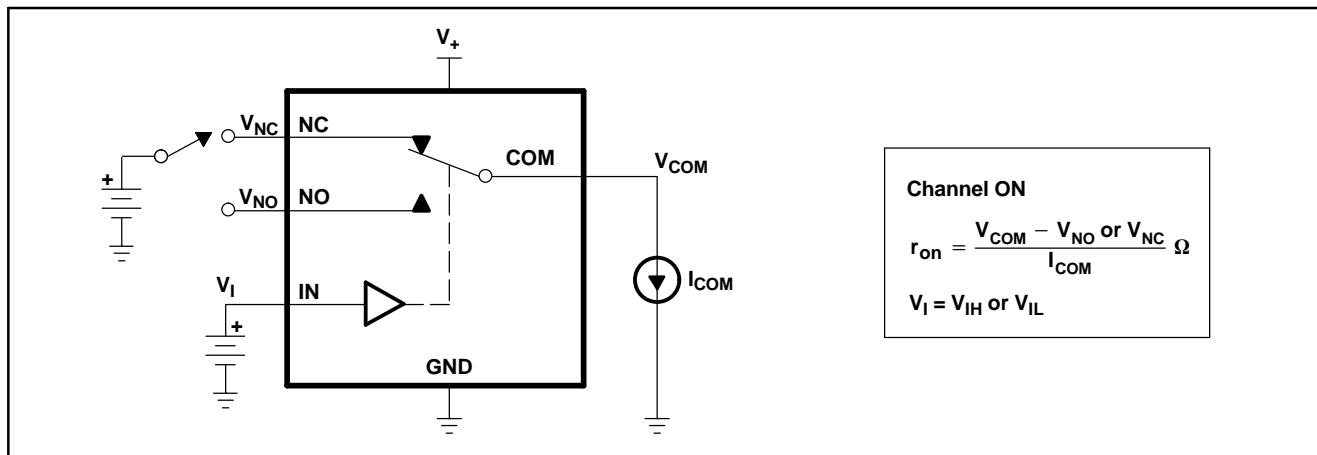 V+
VNC NC
COM
VCOM
VNO NO
+
VI IN
+
ICOM
GND
Channel ON
ron = VCOM – VNO or VNC / ICOM Ω
VI = VIH or VIL